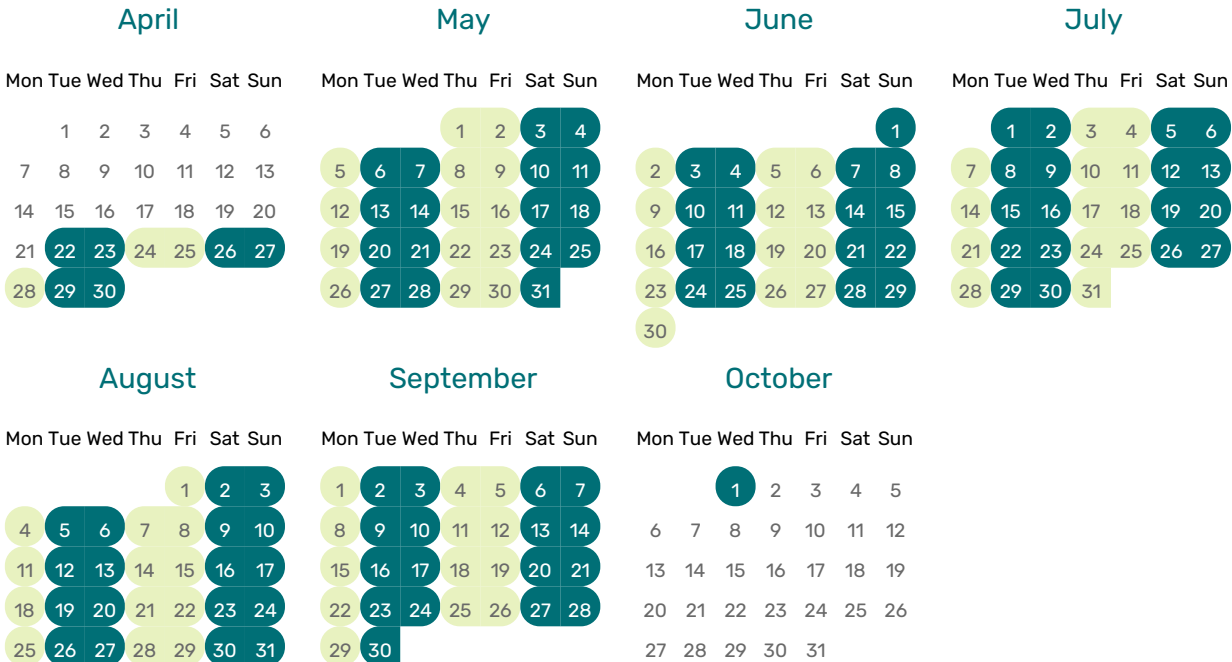 April May June July
Mon Tue Wed Thu Fri Sat Sun Mon Tue Wed Thu Fri Sat Sun Mon Tue Wed Thu Fri Sat Sun Mon Tue Wed Thu Fri Sat Sun
1 2 3 4 5 6 1 2 3 4 1 1 2 3 4 5 6
7 8 9 10 11 12 13 5 6 7 8 9 10 11 2 3 4 5 6 7 8 7 8 9 10 11 12 13
14 15 16 17 18 19 20 12 13 14 15 16 17 18 9 10 11 12 13 14 15 14 15 16 17 18 19 20
21 22 23 24 25 26 27 19 20 21 22 23 24 25 16 17 18 19 20 21 22 21 22 23 24 25 26 27
28 29 30 26 27 28 29 30 31 23 24 25 26 27 28 29 28 29 30 31
30
August September October
Mon Tue Wed Thu Fri Sat Sun Mon Tue Wed Thu Fri Sat Sun Mon Tue Wed Thu Fri Sat Sun
1 2 3 1 2 3 4 5 6 7 1 2 3 4 5
4 5 6 7 8 9 10 8 9 10 11 12 13 14 6 7 8 9 10 11 12
11 12 13 14 15 16 17 15 16 17 18 19 20 21 13 14 15 16 17 18 19
18 19 20 21 22 23 24 22 23 24 25 26 27 28 20 21 22 23 24 25 26
25 26 27 28 29 30 31 29 30 27 28 29 30 31